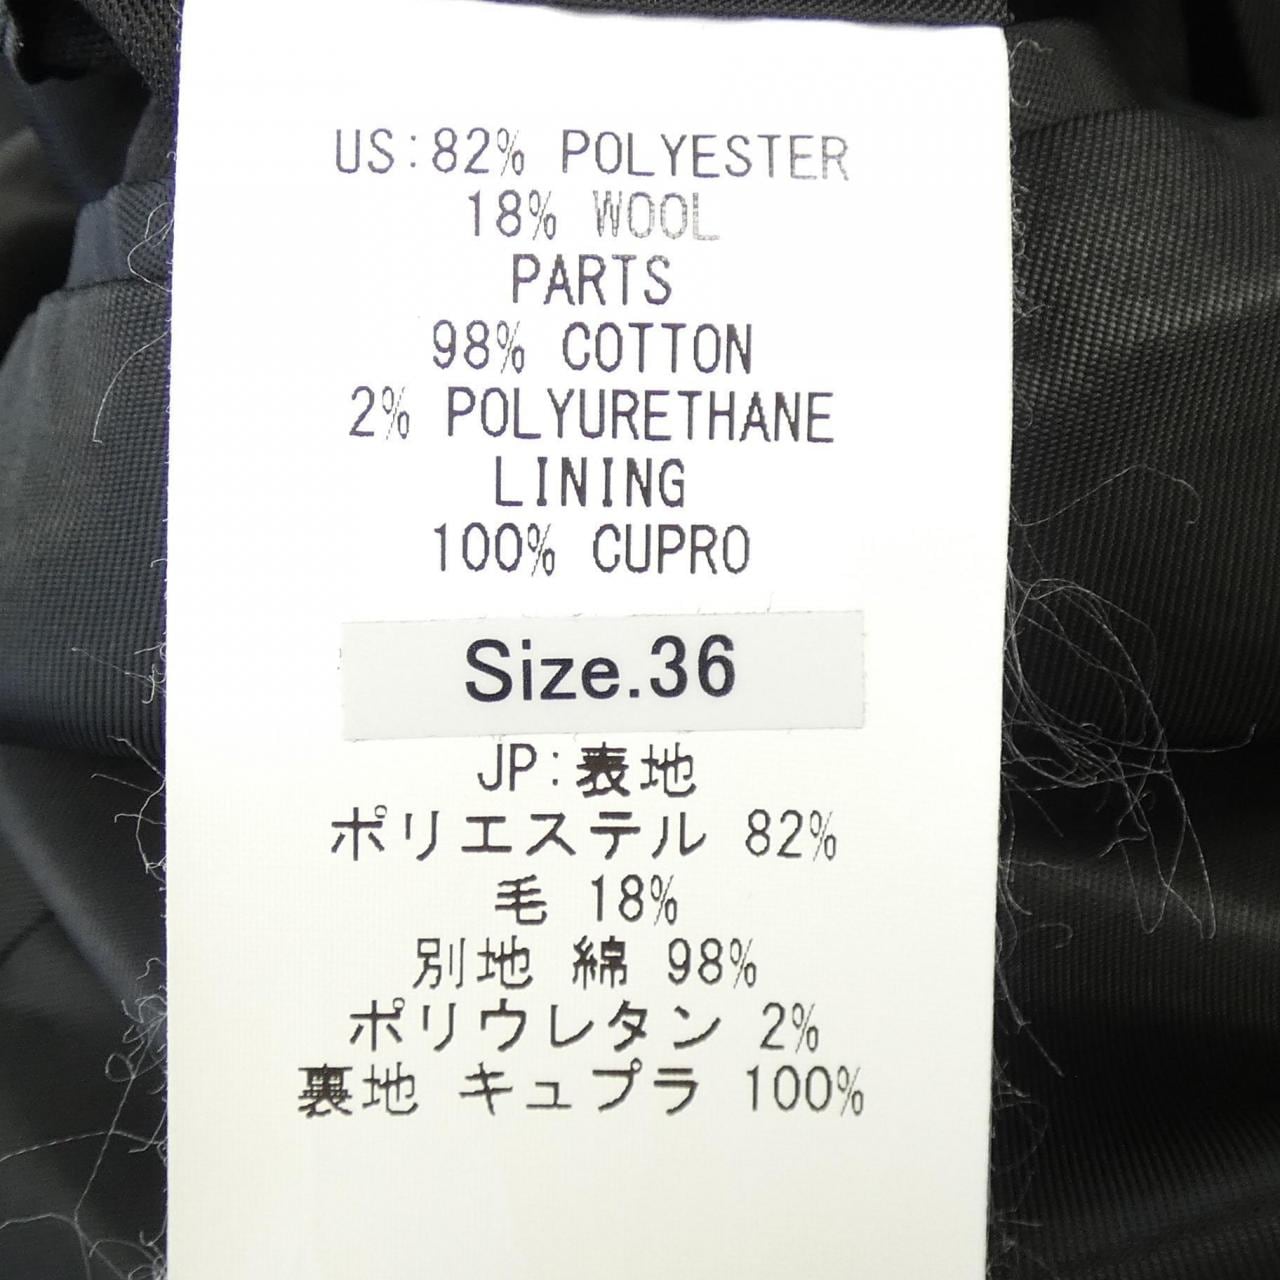 US:82% POLYESTER
18% WOOL
PARTS
98% COTTON
2% POLYURETHANE
LINING
100% CUPRO
Size.36
JP:表地
ポリエステル 82%
毛 18%
別地 綿 98%
ポリウレタン 2%
裏地 キュプラ 100%